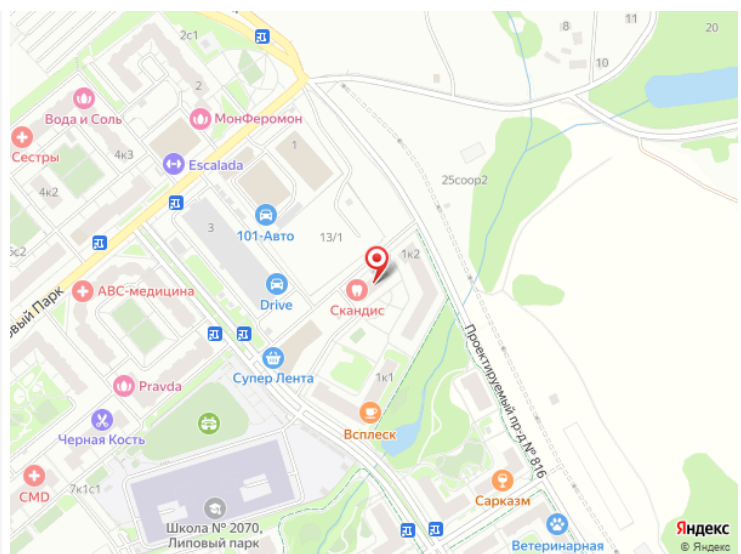 2с1
8
11
20
10
2
Вода и Соль
МонФеромон
Сестры
4к3
1
Escalada
25соор2
4к2
3
101-Авто
13/1
1к2
АВС-медицина
Drive
Скандис
овый Парк
Проектируемый пр-д № 816
Супер Лента
Pravda
1к1
Всплеск
Черная Кость
CMD
7к1с1
Сарказм
Школа № 2070,
Липовый парк
Ветеринарная
Яндекс
© Яндекс